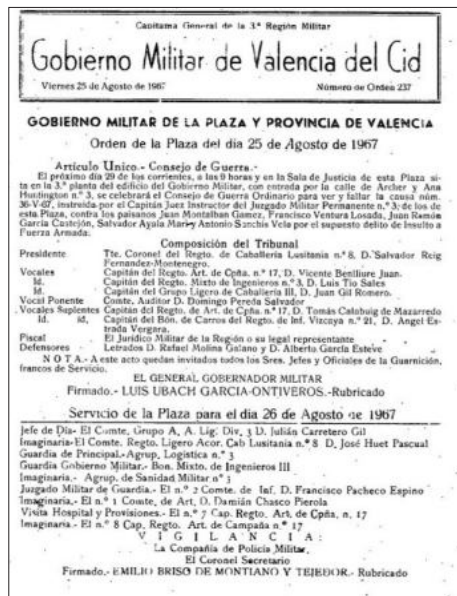 Capitanía General de la 3.ª Región Militar
Gobierno Militar de Valencia del Cid
Viernes 25 de Agosto de 1967 Número de Orden 237
GOBIERNO MILITAR DE LA PLAZA Y PROVINCIA DE VALENCIA
Orden de la Plaza del día 25 de Agosto de 1967
Artículo Unico.- Consejo de Guerra.-
El próximo día 29 de los corrientes, a las 9 horas y en la Sala de Justicia de esta Plaza si-
ta en la 3.ª planta del edificio del Gobierno Militar, con entrada por la calle de Archer y Ana
Huntington n.º 3, se celebrará el Consejo de Guerra Ordinario para ver y fallar la causa núm.
36-V-67, instruida por el Capitán Juez Instructor del Juzgado Militar Permanente n.º 3; de los de
esta Plaza, contra los paisanos Juan Montalban Gamez, Francisco Ventura Losada, Juan Ramón
García Castejón, Salvador Ayala Mari y Antonio Sanchis Vela por el supuesto delito de Insulto a
Fuerza Armada.
Composición del Tribunal
Presidente Tte. Coronel del Regto. de Caballería Lusitania n.º 8, D. Salvador Reig
Fernandez-Montenegro.
Vocales Capitán del Regto. Art. de Cpña. n.º 17, D. Vicente Benlliure Juan.
Id. Capitán del Regto. Mixto de Ingenieros n.º 3, D. Luis Tio Sales
Id. Capitán del Grupo Ligero de Caballería III, D. Juan Gil Romero.
Vocal Ponente Comte. Auditor D. Domingo Pereda Salvador
Vocales Suplentes Capitán del Regto. de Art. de Cpña. n.º 17, D. Tomás Calabuig de Mazarredo
Id. id, Capitán del Bón. de Carros del Regto. de Inf. Vizcaya n.º 21, D. Angel Es-
trada Vergara.
Fiscal El Jurídico Militar de la Región o su legal representante
Defensores Letrados D. Rafael Molina Galano y D. Alberto García Esteve
NOTA.- A este acto quedan invitados todos los Sres. Jefes y Oficiales de la Guarnición,
francos de Servicio.
EL GENERAL GOBERNADOR MILITAR
Firmado.- LUIS UBACH GARCIA-ONTIVEROS.-Rubricado
Servicio de la Plaza para el dia 26 de Agosto de 1967
Jefe de Día- El Comte, Grupo A, A. Lig. Div, 3 D. Julián Carretero Gil
Imaginaria- El Comte. Regto. Ligero Acor. Cab Lusitania n.º 8 D, José Huet Pascual
Guardia de Principal.- Agrup, Logística n.º 3
Guardia Gobierno Militar.- Bon. Mixto. de Ingenieros III
Imaginaria.- Agrup. de Sanidad Militar nº 3
Juzgado Militar de Guardia.- El n.º 2 Comte. de Inf, D. Francisco Pacheco Espino
Imaginaria.- El n.º 1 Comte, de Art, D. Damián Chasco Pierola
Visita Hospital y Provisiones.- El n.º 7 Cap. Regto. Art. de Cpña, n, 17
Imaginaria.- El n.º 8 Cap, Regto. Art. de Campaña n.º 17
VIGILANCIA:
La Compañia de Policia Militar,
El Coronel Secretario
Firmado.- EMILIO BRISO DE MONTIANO Y TEJEDOR.- Rubricado